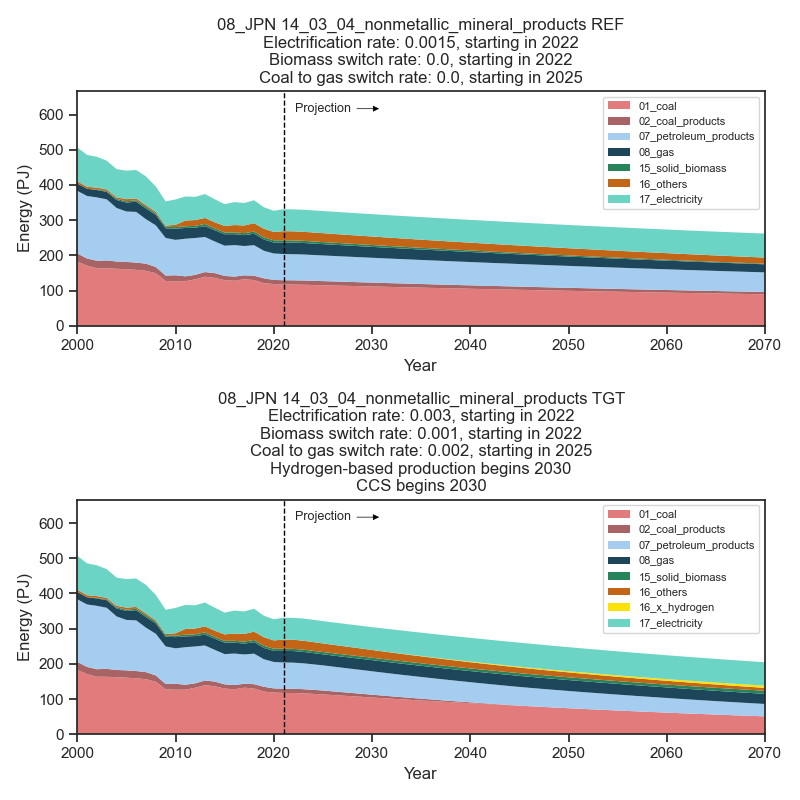 08_JPN 14_03_04_nonmetallic_mineral_products REF
Electrification rate: 0.0015, starting in 2022
Biomass switch rate: 0.0, starting in 2022
Coal to gas switch rate: 0.0, starting in 2025
Projection
01_coal
02_coal_products
07_petroleum_products
08_gas
15_solid_biomass
16_others
17_electricity
600
500
400
300
200
100
0
Energy (PJ)
2000 2010 2020 2030 2040 2050 2060 2070
Year
08_JPN 14_03_04_nonmetallic_mineral_products TGT
Electrification rate: 0.003, starting in 2022
Biomass switch rate: 0.001, starting in 2022
Coal to gas switch rate: 0.002, starting in 2025
Hydrogen-based production begins 2030
CCS begins 2030
Projection
01_coal
02_coal_products
07_petroleum_products
08_gas
15_solid_biomass
16_others
16_x_hydrogen
17_electricity
600
500
400
300
200
100
0
Energy (PJ)
2000 2010 2020 2030 2040 2050 2060 2070
Year